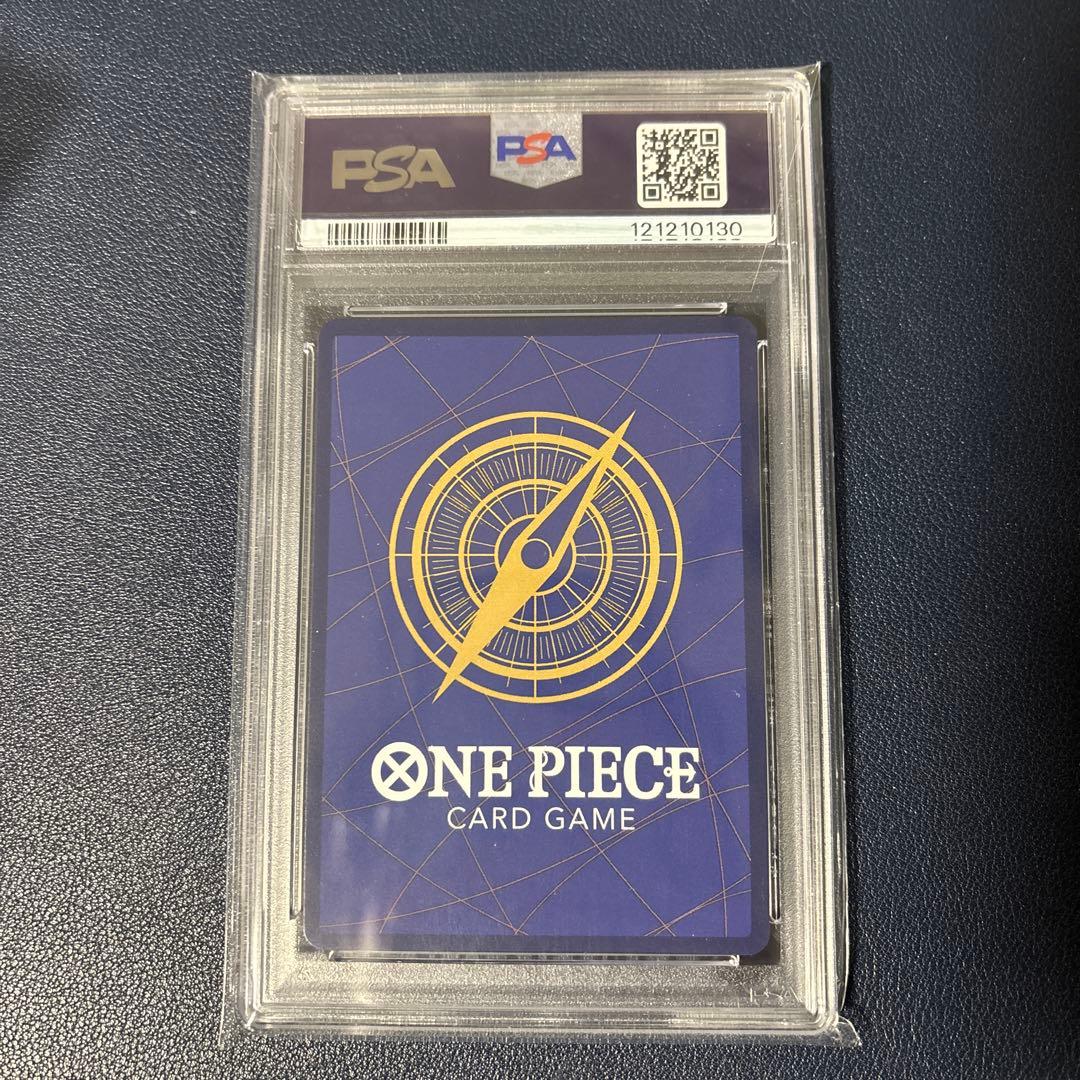 PSA
PSA
121210130
ONE PIECE
CARD GAME